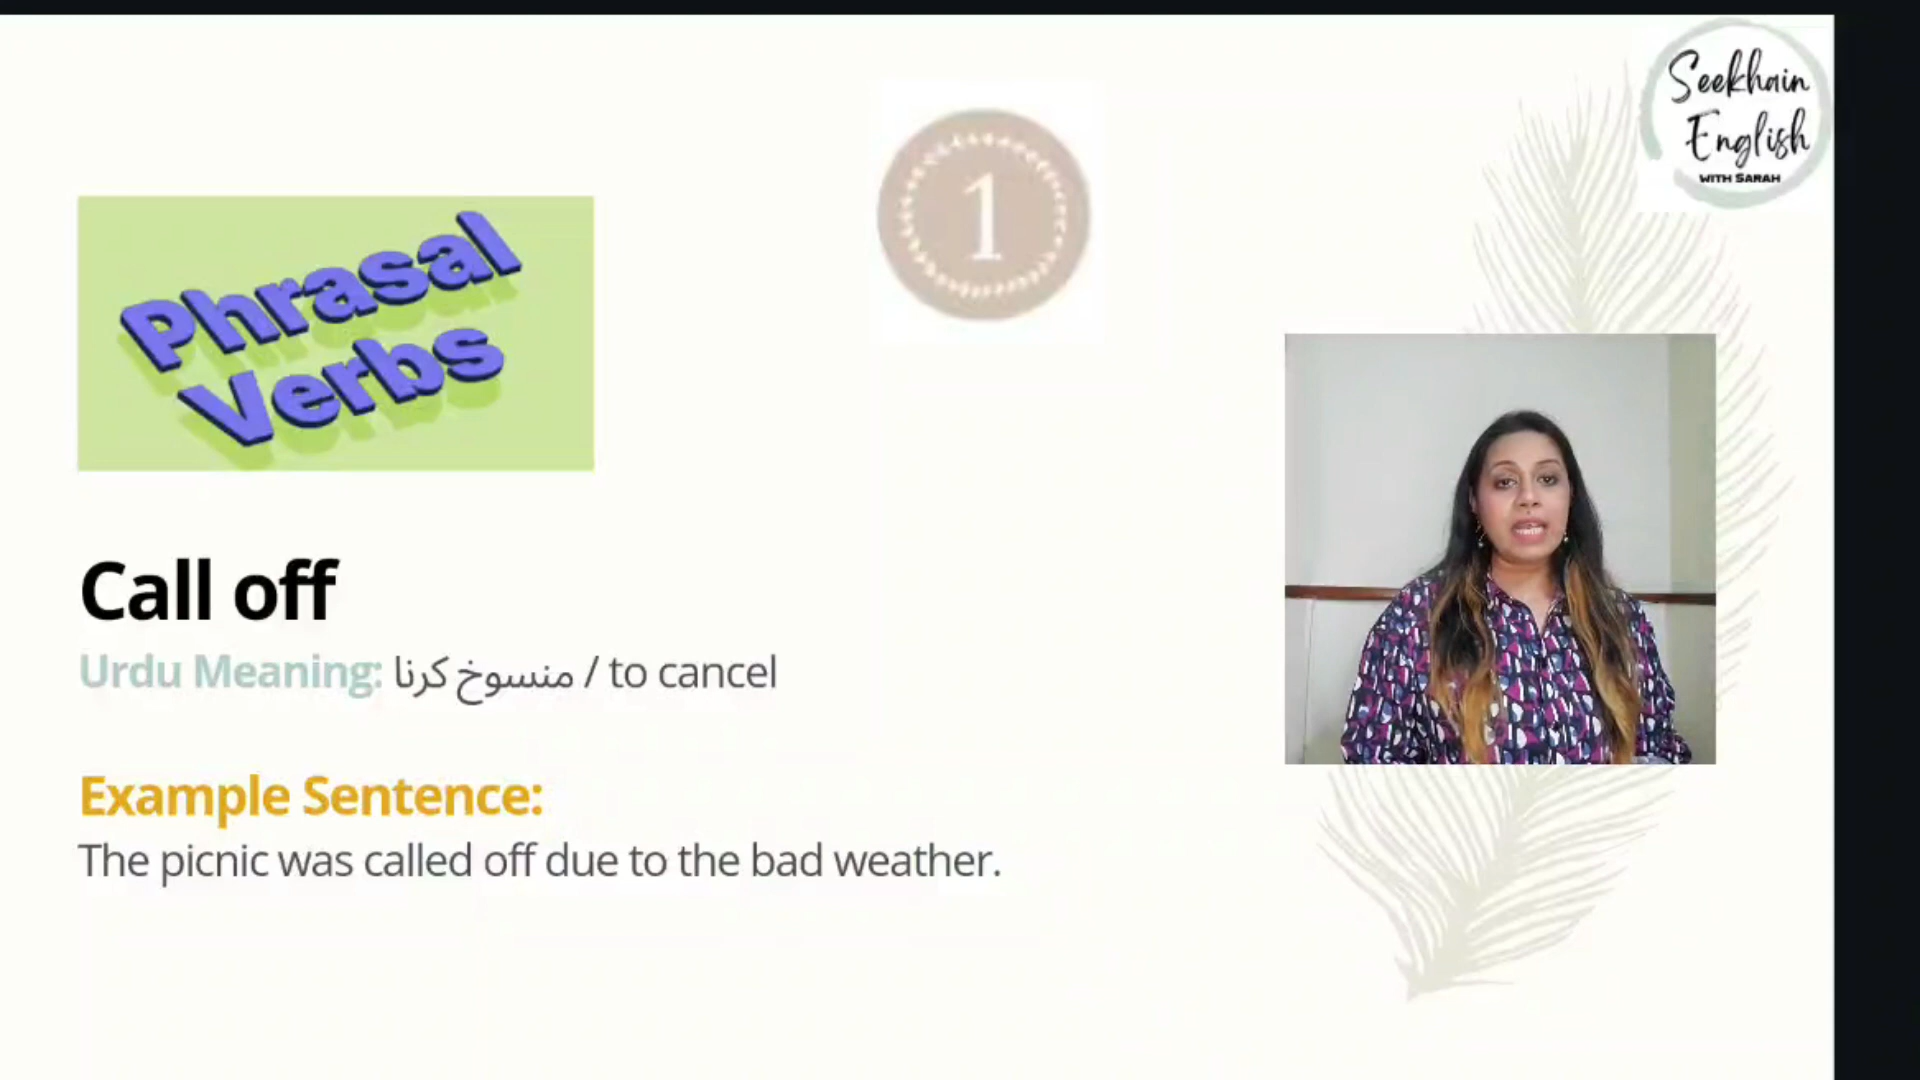 Seekhain
English
WITH SARAH
1
Phrasal
Verbs
Call off
Urdu Meaning: منسوخ کرنا / to cancel
Example Sentence:
The picnic was called off due to the bad weather.